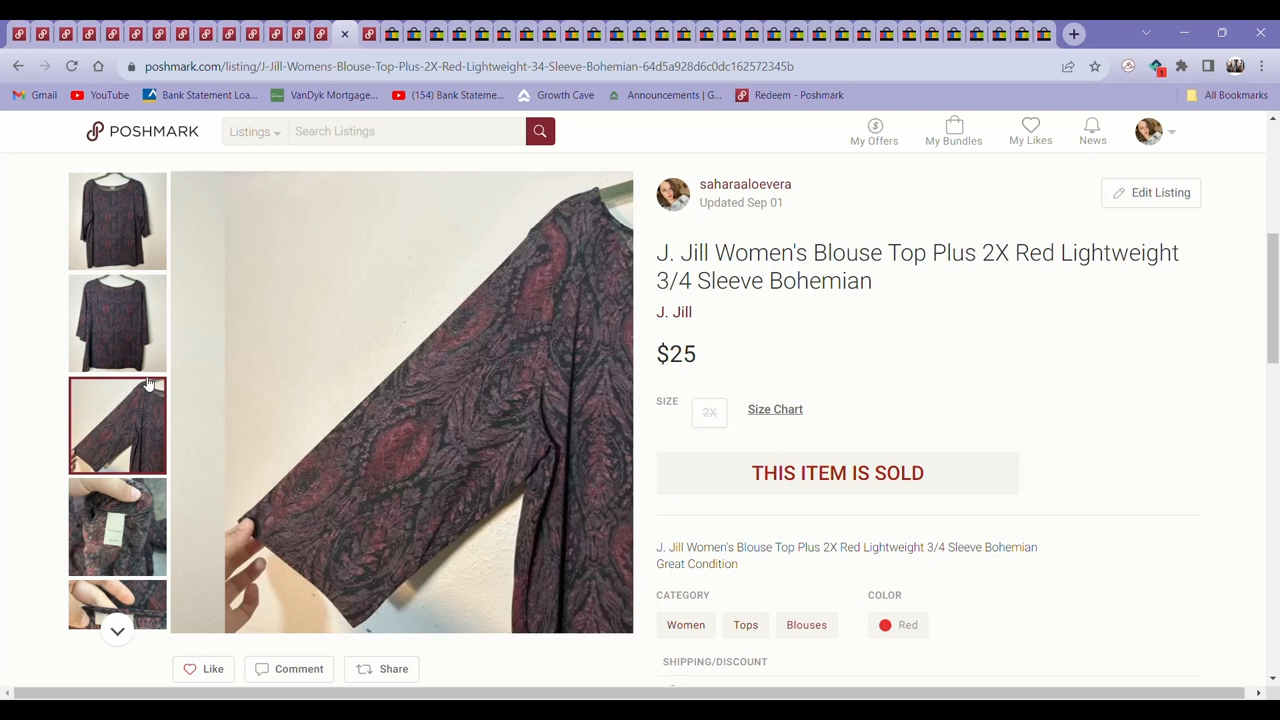 poshmark.com/listing/J-Jill-Womens-Blouse-Top-Plus-2X-Red-Lightweight-34-Sleeve-Bohemian-64d5a928d6c0dc162572345b
1
Gmail YouTube Bank Statement Loa... VanDyk Mortgage... (154) Bank Stateme... Growth Cave Announcements | G... Redeem - Poshmark All Bookmarks
POSHMARK Listings Search Listings My Offers My Bundles My Likes News
saharaaloevera
Updated Sep 01
Edit Listing
J. Jill Women's Blouse Top Plus 2X Red Lightweight
3/4 Sleeve Bohemian
J. Jill
$25
SIZE 2X Size Chart
THIS ITEM IS SOLD
J. Jill Women's Blouse Top Plus 2X Red Lightweight 3/4 Sleeve Bohemian
Great Condition
CATEGORY COLOR
Women Tops Blouses Red
SHIPPING/DISCOUNT
Like Comment Share